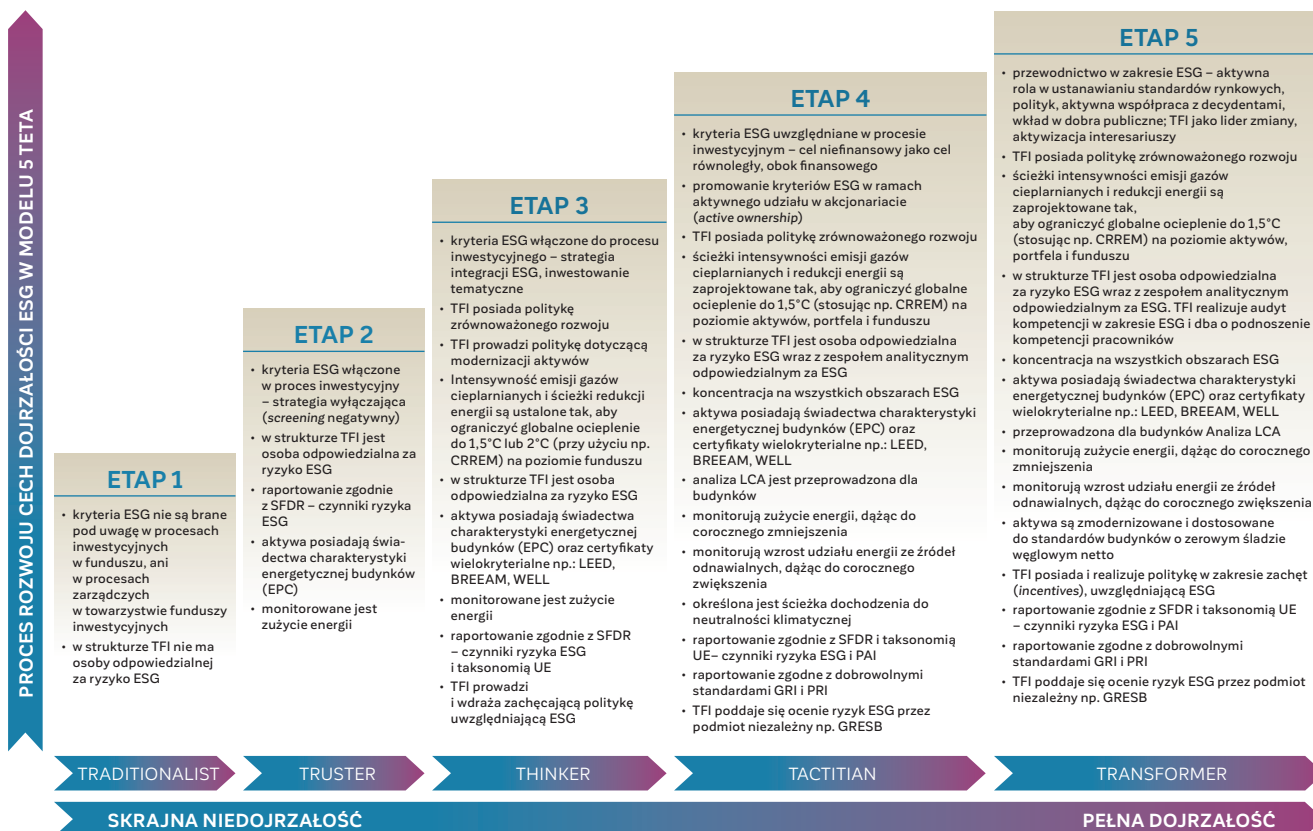 PROCES ROZWOJU CECH DOJRZAŁOŚCI ESG W MODELU 5 TETA
ETAP 1
• kryteria ESG nie są brane
pod uwagę w procesach
inwestycyjnych
w funduszu, ani
w procesach
zarządczych
w towarzystwie funduszy
inwestycyjnych
• w strukturze TFI nie ma
osoby odpowiedzialnej
za ryzyko ESG
ETAP 2
• kryteria ESG włączone
w proces inwestycyjny
– strategia wyłączająca
(screening negatywny)
• w strukturze TFI jest
osoba odpowiedzialna za
ryzyko ESG
• raportowanie zgodnie
z SFDR – czynniki ryzyka
ESG
• aktywa posiadają świa-
dectwa charakterystyki
energetycznej budynków
(EPC)
• monitorowane jest
zużycie energii
ETAP 3
• kryteria ESG włączone do procesu
inwestycyjnego – strategia
integracji ESG, inwestowanie
tematyczne
• TFI posiada politykę
zrównoważonego rozwoju
• TFI prowadzi politykę dotyczącą
modernizacji aktywów
• Intensywność emisji gazów
cieplarnianych i ścieżki redukcji
energii są ustalone tak, aby
ograniczyć globalne ocieplenie
do 1,5°C lub 2°C (przy użyciu np.
CRREM) na poziomie funduszu
• w strukturze TFI jest osoba
odpowiedzialna za ryzyko ESG
• aktywa posiadają świadectwa
charakterystyki energetycznej
budynków (EPC) oraz certyfikaty
wielokryterialne np.: LEED,
BREEAM, WELL
• monitorowane jest zużycie
energii
• raportowanie zgodnie z SFDR
– czynniki ryzyka ESG
i taksonomią UE
• TFI prowadzi
i wdraża zachęcającą politykę
uwzględniającą ESG
ETAP 4
• kryteria ESG uwzględniane w procesie
inwestycyjnym – cel niefinansowy jako cel
równoległy, obok finansowego
• promowanie kryteriów ESG w ramach
aktywnego udziału w akcjonariacie
(active ownership)
• TFI posiada politykę zrównoważonego rozwoju
• ścieżki intensywności emisji gazów
cieplarnianych i redukcji energii są
zaprojektowane tak, aby ograniczyć globalne
ocieplenie do 1,5°C (stosując np. CRREM) na
poziomie aktywów, portfela i funduszu
• w strukturze TFI jest osoba odpowiedzialna
za ryzyko ESG wraz z zespołem analitycznym
odpowiedzialnym za ESG
• koncentracja na wszystkich obszarach ESG
• aktywa posiadają świadectwa charakterystyki
energetycznej budynków (EPC) oraz
certyfikaty wielokryterialne np.: LEED,
BREEAM, WELL
• analiza LCA jest przeprowadzona dla
budynków
• monitorują zużycie energii, dążąc do
corocznego zmniejszenia
• monitorują wzrost udziału energii ze źródeł
odnawialnych, dążąc do corocznego
zwiększenia
• określona jest ścieżka dochodzenia do
neutralności klimatycznej
• raportowanie zgodnie z SFDR i taksonomią
UE– czynniki ryzyka ESG i PAI
• raportowanie zgodne z dobrowolnymi
standardami GRI i PRI
• TFI poddaje się ocenie ryzyk ESG przez
podmiot niezależny np. GRESB
ETAP 5
• przewodnictwo w zakresie ESG – aktywna
rola w ustanawianiu standardów rynkowych,
polityk, aktywna współpraca z decydentami,
wkład w dobra publiczne; TFI jako lider zmiany,
aktywizacja interesariuszy
• TFI posiada politykę zrównoważonego rozwoju
• ścieżki intensywności emisji gazów
cieplarnianych i redukcji energii są
zaprojektowane tak,
aby ograniczyć globalne ocieplenie do 1,5°C
(stosując np. CRREM) na poziomie aktywów,
portfela i funduszu
• w strukturze TFI jest osoba odpowiedzialna
za ryzyko ESG wraz z zespołem analitycznym
odpowiedzialnym za ESG. TFI realizuje audyt
kompetencji w zakresie ESG i dba o podnoszenie
kompetencji pracowników
• koncentracja na wszystkich obszarach ESG
• aktywa posiadają świadectwa charakterystyki
energetycznej budynków (EPC) oraz certyfikaty
wielokryterialne np.: LEED, BREEAM, WELL
• przeprowadzona dla budynków Analiza LCA
• monitorują zużycie energii, dążąc do corocznego
zmniejszenia
• monitorują wzrost udziału energii ze źródeł
odnawialnych, dążąc do corocznego zwiększenia
• aktywa są zmodernizowane i dostosowane
do standardów budynków o zerowym śladzie
węglowym netto
• TFI posiada i realizuje politykę w zakresie zachęt
(incentives), uwzględniającą ESG
• raportowanie zgodnie z SFDR i taksonomią UE
– czynniki ryzyka ESG i PAI
• raportowanie zgodne z dobrowolnymi
standardami GRI i PRI
• TFI poddaje się ocenie ryzyk ESG przez podmiot
niezależny np. GRESB
TRADITIONALIST
TRUSTER
THINKER
TACTITIAN
TRANSFORMER
SKRAJNA NIEDOJRZAŁOŚĆ
PEŁNA DOJRZAŁOŚĆ